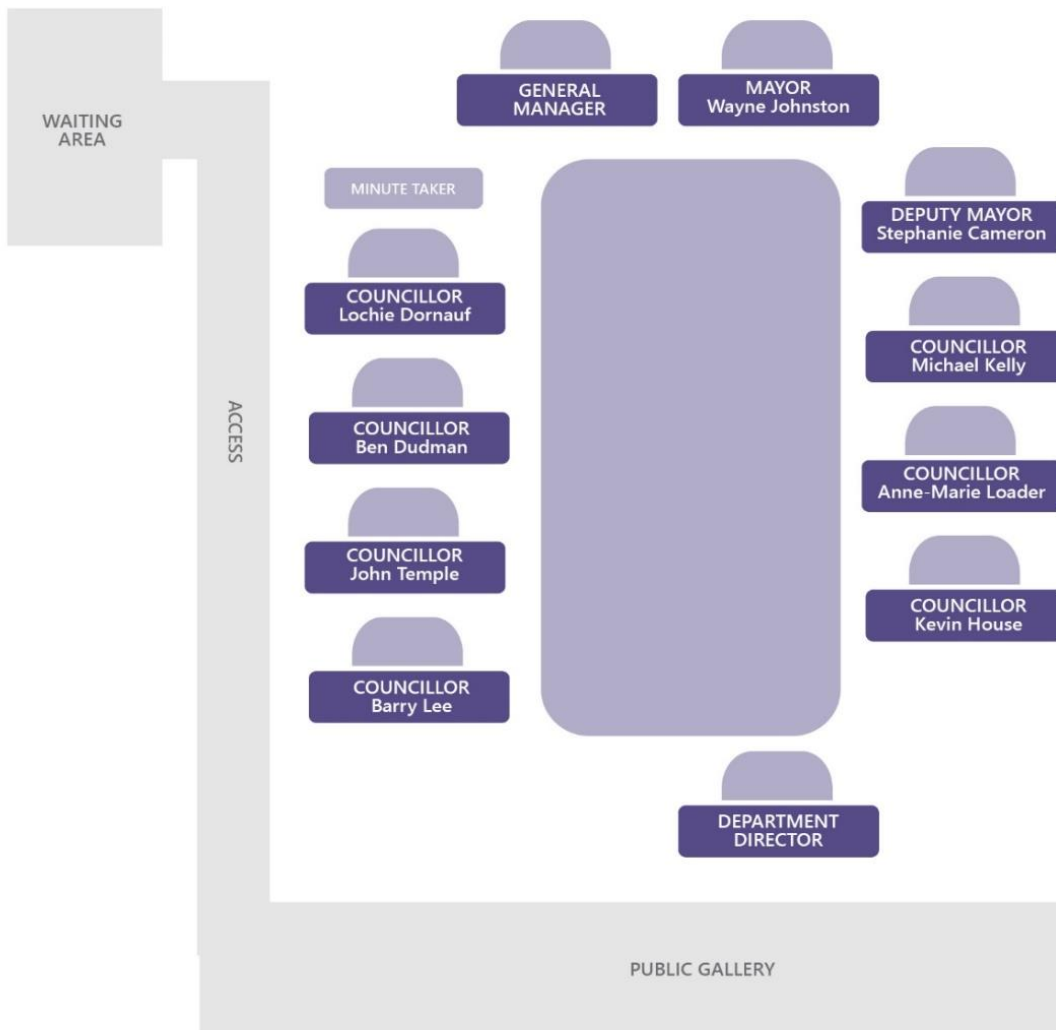 WAITING
AREA
GENERAL
MANAGER
MAYOR
Wayne Johnston
MINUTE TAKER
DEPUTY MAYOR
Stephanie Cameron
COUNCILLOR
Lochie Dornauf
COUNCILLOR
Michael Kelly
ACCESS
COUNCILLOR
Ben Dudman
COUNCILLOR
Anne-Marie Loader
COUNCILLOR
John Temple
COUNCILLOR
Kevin House
COUNCILLOR
Barry Lee
DEPARTMENT
DIRECTOR
PUBLIC GALLERY